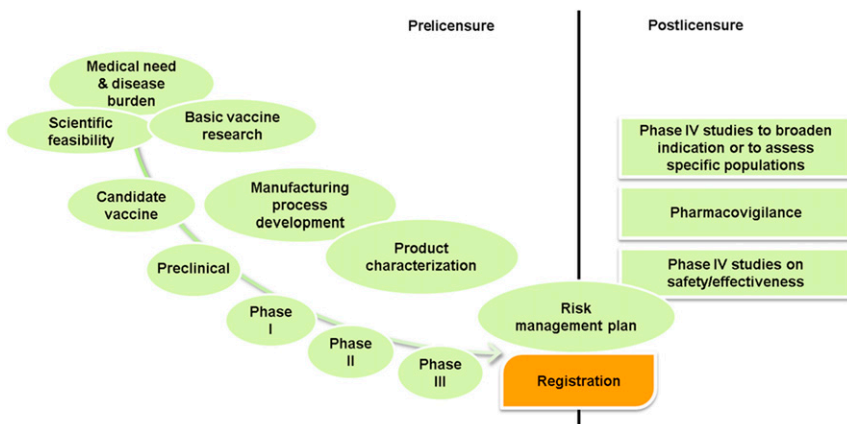 Prelicensure
Postlicensure
Medical need
& disease
burden
Scientific
feasibility
Basic vaccine
research
Candidate
vaccine
Manufacturing
process
development
Product
characterization
Preclinical
Phase
I
Phase
II
Phase
III
Risk
management plan
Registration
Phase IV studies to broaden
indication or to assess
specific populations
Pharmacovigilance
Phase IV studies on
safety/effectiveness